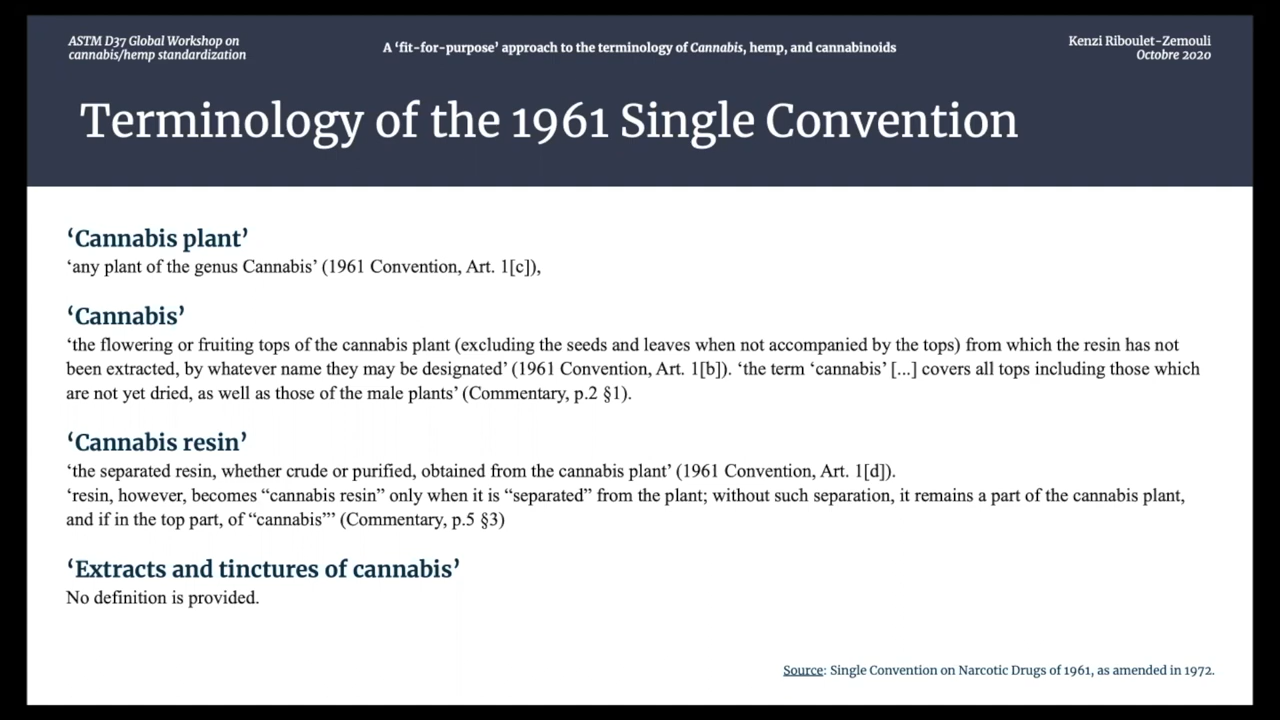 ASTM D37 Global Workshop on
cannabis/hemp standardization
A ‘fit-for-purpose’ approach to the terminology of Cannabis, hemp, and cannabinoids
Kenzi Riboulet-Zemouli
Octobre 2020
Terminology of the 1961 Single Convention
‘Cannabis plant’
‘any plant of the genus Cannabis’ (1961 Convention, Art. 1[c]),
‘Cannabis’
‘the flowering or fruiting tops of the cannabis plant (excluding the seeds and leaves when not accompanied by the tops) from which the resin has not
been extracted, by whatever name they may be designated’ (1961 Convention, Art. 1[b]). ‘the term ‘cannabis’ [...] covers all tops including those which
are not yet dried, as well as those of the male plants’ (Commentary, p.2 §1).
‘Cannabis resin’
‘the separated resin, whether crude or purified, obtained from the cannabis plant’ (1961 Convention, Art. 1[d]).
‘resin, however, becomes “cannabis resin” only when it is “separated” from the plant; without such separation, it remains a part of the cannabis plant,
and if in the top part, of “cannabis”’ (Commentary, p.5 §3)
‘Extracts and tinctures of cannabis’
No definition is provided.
Source: Single Convention on Narcotic Drugs of 1961, as amended in 1972.